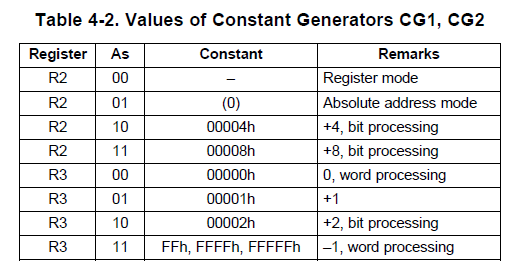 Table 4-2. Values of Constant Generators CG1, CG2
Register As Constant Remarks
R2 00 – Register mode
R2 01 (0) Absolute address mode
R2 10 00004h +4, bit processing
R2 11 00008h +8, bit processing
R3 00 00000h 0, word processing
R3 01 00001h +1
R3 10 00002h +2, bit processing
R3 11 FFh, FFFFh, FFFFFh –1, word processing